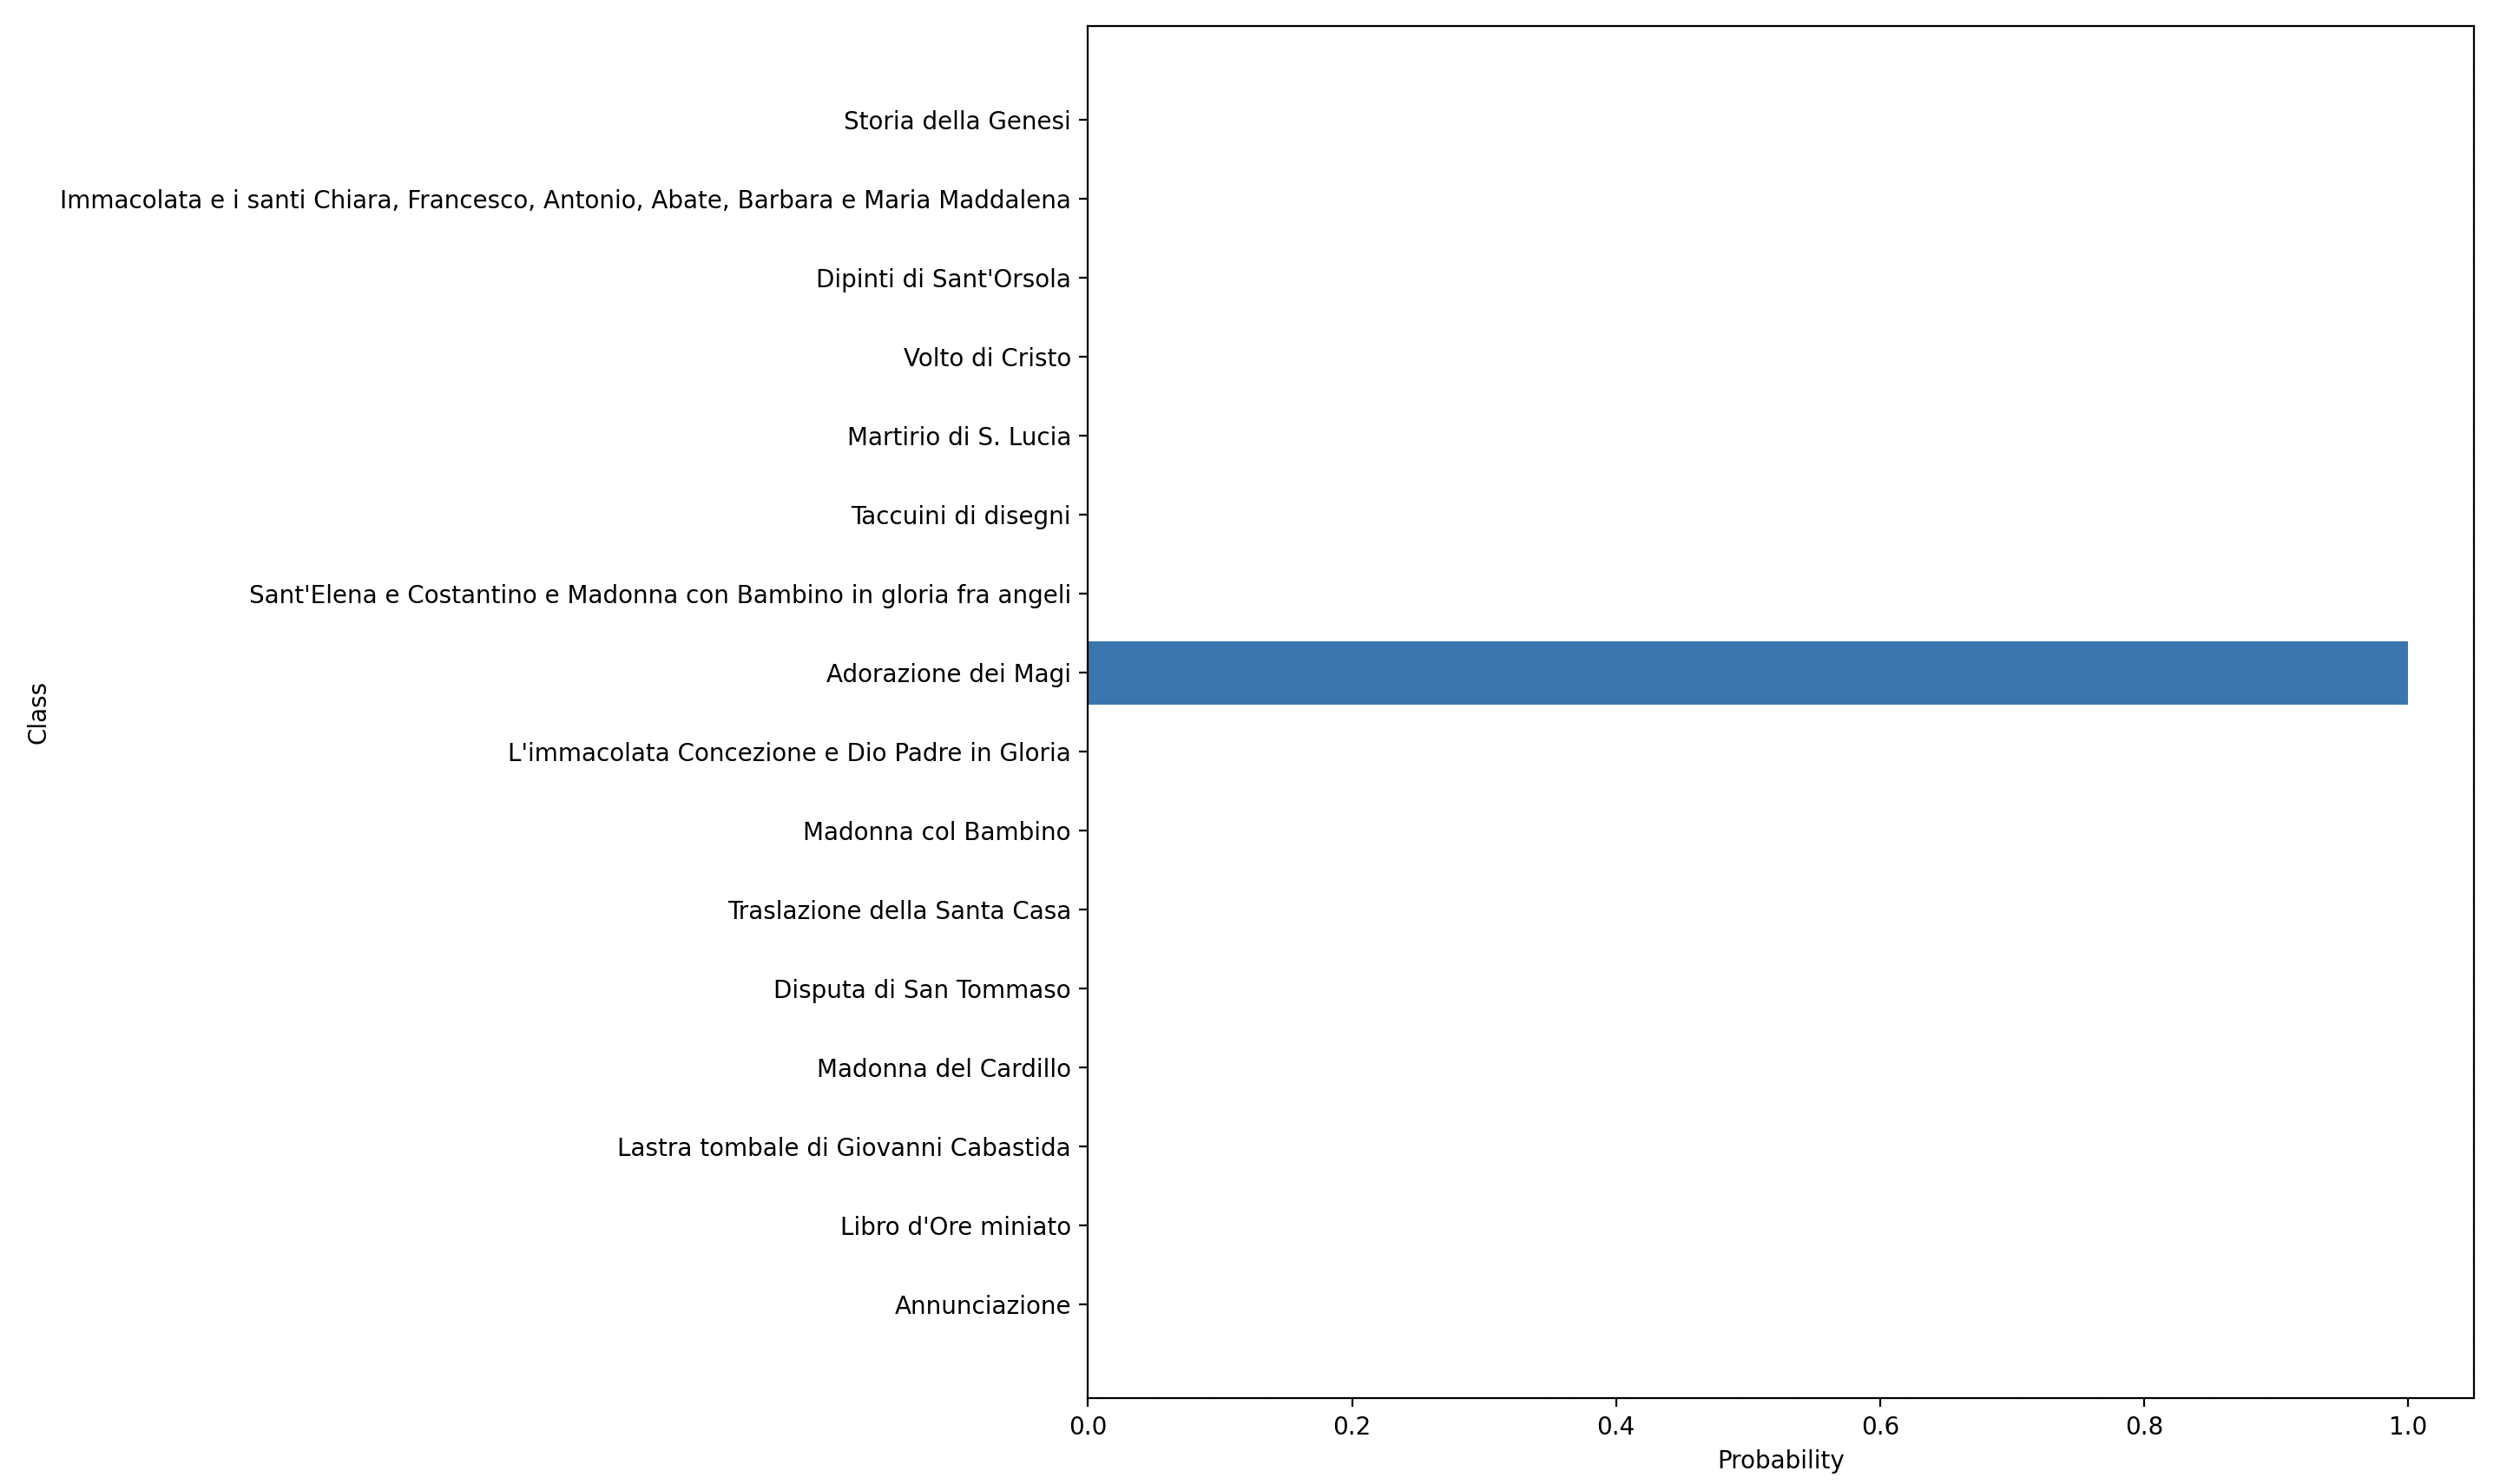 Storia della Genesi
Immacolata e i santi Chiara, Francesco, Antonio, Abate, Barbara e Maria Maddalena
Dipinti di Sant'Orsola
Volto di Cristo
Martirio di S. Lucia
Taccuini di disegni
Sant'Elena e Costantino e Madonna con Bambino in gloria fra angeli
Adorazione dei Magi
L'immacolata Concezione e Dio Padre in Gloria
Madonna col Bambino
Traslazione della Santa Casa
Disputa di San Tommaso
Madonna del Cardillo
Lastra tombale di Giovanni Cabastida
Libro d'Ore miniato
Annunciazione
Class
0.0 0.2 0.4 0.6 0.8 1.0
Probability